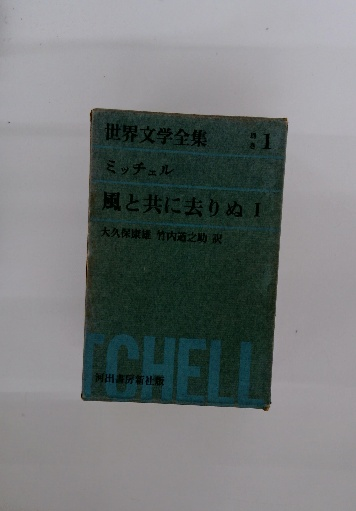 世界文学全集 別巻 1
ミッチェル
風と共に去りぬ I
大久保康雄 竹内道之助 訳
TCHELL
河出書房新社版